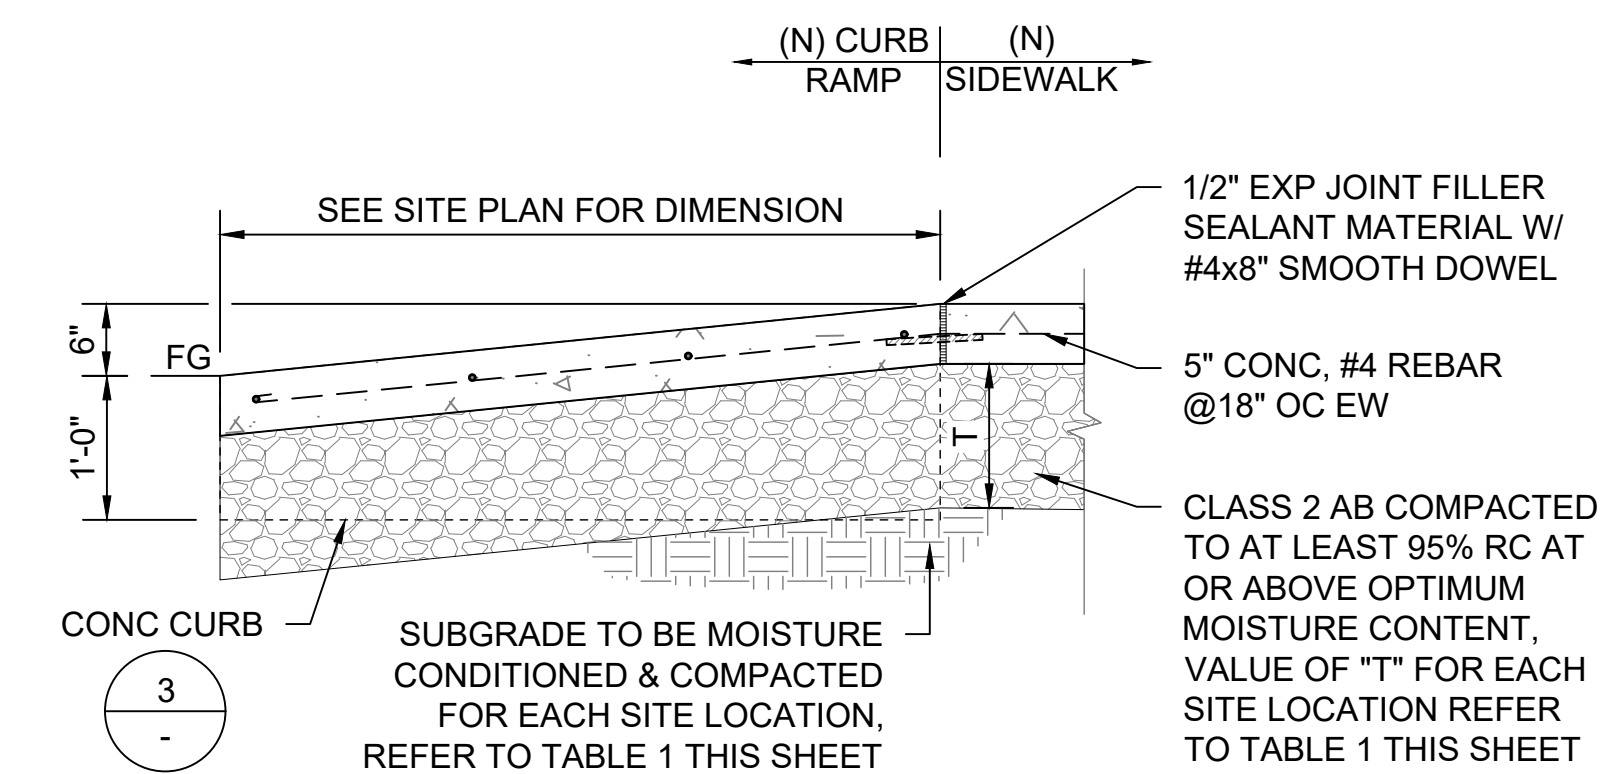 (N) CURB
RAMP
(N)
SIDEWALK
SEE SITE PLAN FOR DIMENSION
1/2" EXP JOINT FILLER
SEALANT MATERIAL W/
#4x8" SMOOTH DOWEL
6"
FG
1'-0"
T
5" CONC, #4 REBAR
@18" OC EW
CLASS 2 AB COMPACTED
TO AT LEAST 95% RC AT
OR ABOVE OPTIMUM
MOISTURE CONTENT,
VALUE OF "T" FOR EACH
SITE LOCATION REFER
TO TABLE 1 THIS SHEET
CONC CURB
3
-
SUBGRADE TO BE MOISTURE
CONDITIONED & COMPACTED
FOR EACH SITE LOCATION,
REFER TO TABLE 1 THIS SHEET